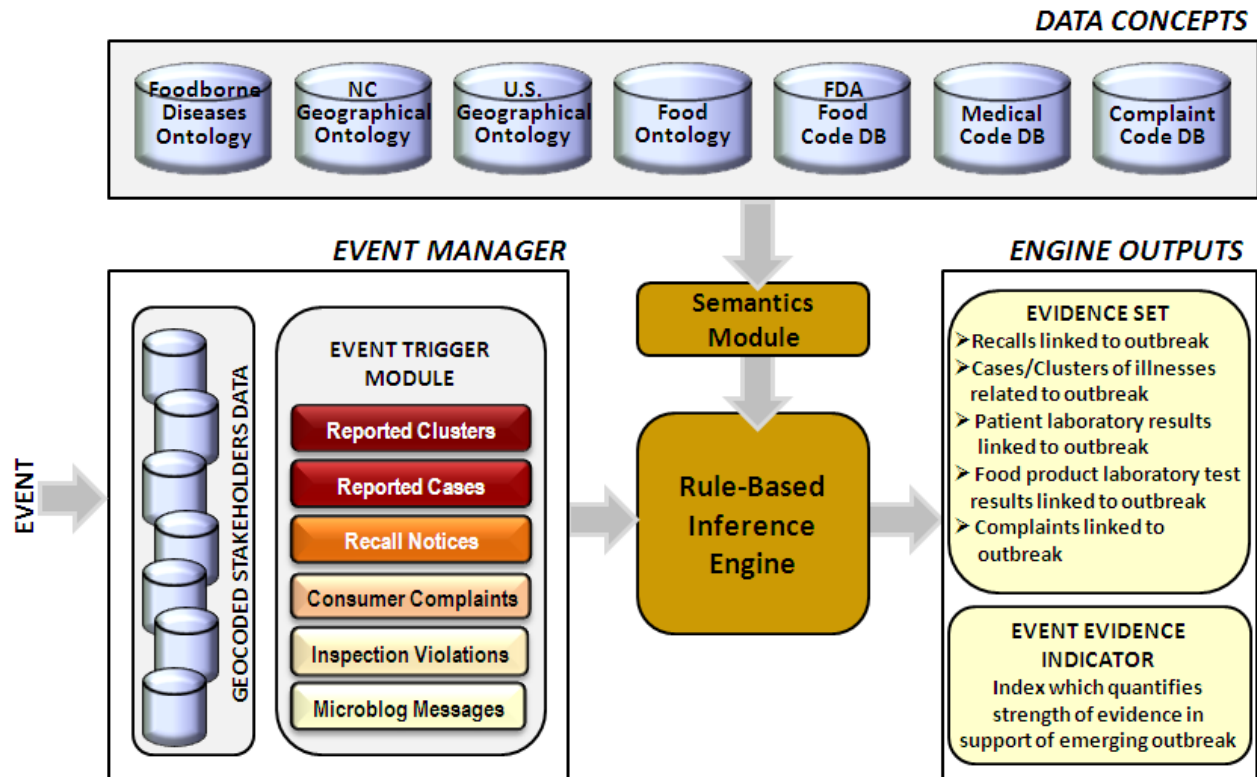 DATA CONCEPTS
Foodborne
Diseases
Ontology
NC
Geographical
Ontology
U.S.
Geographical
Ontology
Food
Ontology
FDA
Food
Code DB
Medical
Code DB
Complaint
Code DB
EVENT MANAGER
ENGINE OUTPUTS
EVENT
GEOCODED STAKEHOLDERS DATA
EVENT TRIGGER
MODULE
Reported Clusters
Reported Cases
Recall Notices
Consumer Complaints
Inspection Violations
Microblog Messages
Semantics
Module
Rule-Based
Inference
Engine
EVIDENCE SET
➢Recalls linked to outbreak
➢Cases/Clusters of illnesses
related to outbreak
➢Patient laboratory results
linked to outbreak
➢Food product laboratory test
results linked to outbreak
➢Complaints linked to
outbreak
EVENT EVIDENCE
INDICATOR
Index which quantifies
strength of evidence in
support of emerging outbreak